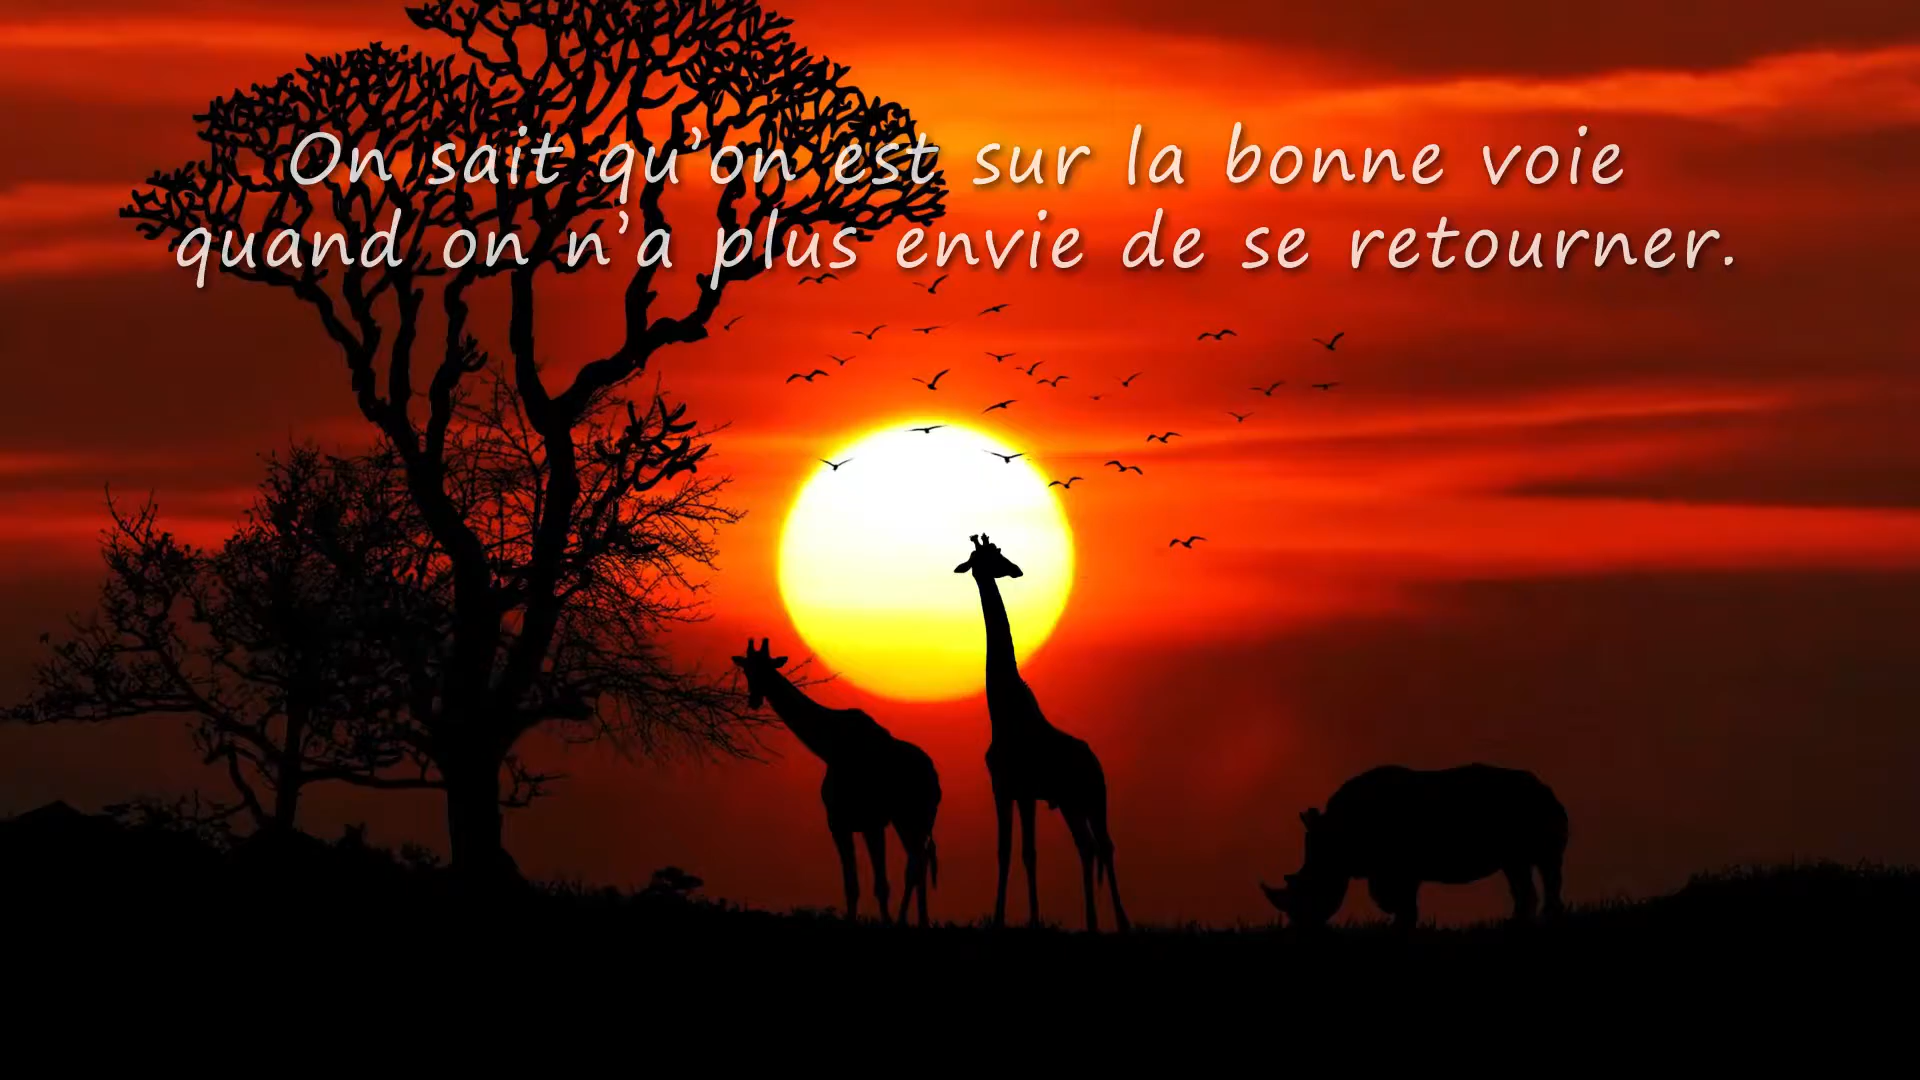 On sait qu’on est sur la bonne voie
quand on n’a plus envie de se retourner.